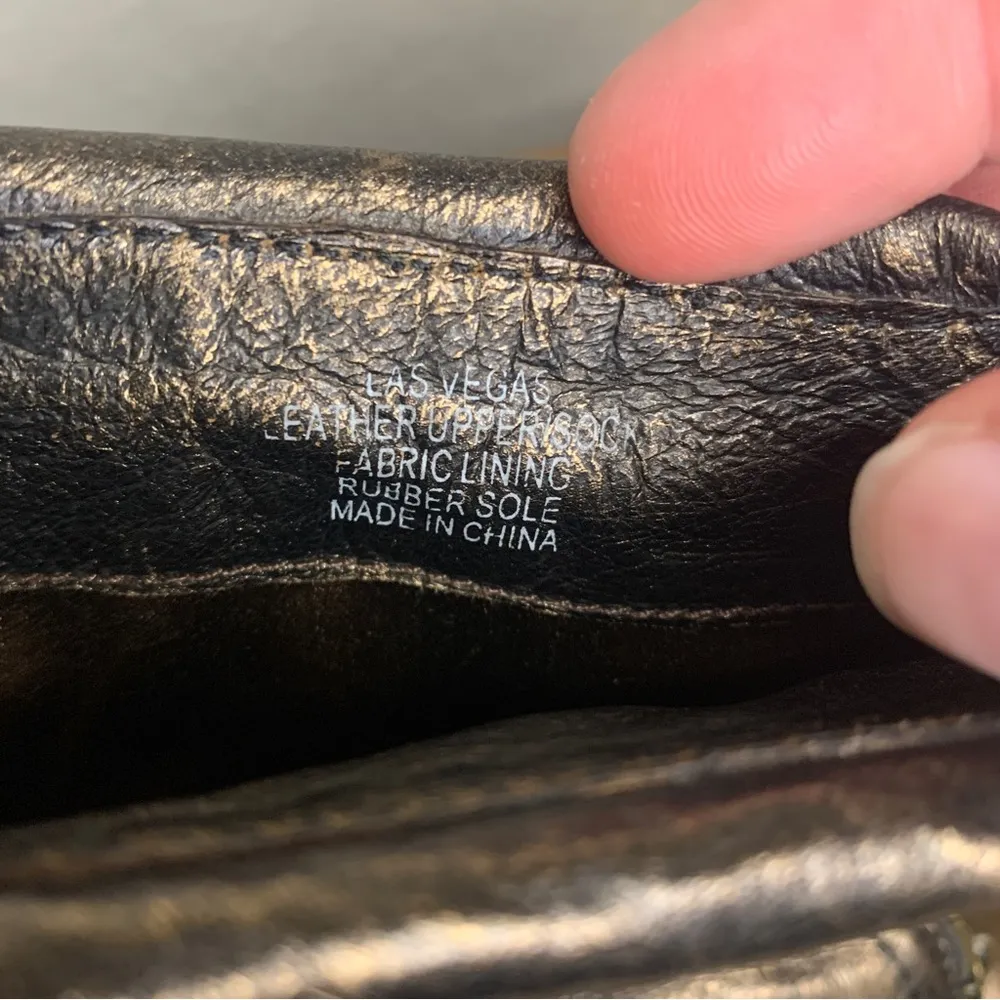 LAS VEGAS
LEATHER UPPER/SOCK
FABRIC LINING
RUBBER SOLE
MADE IN CHINA